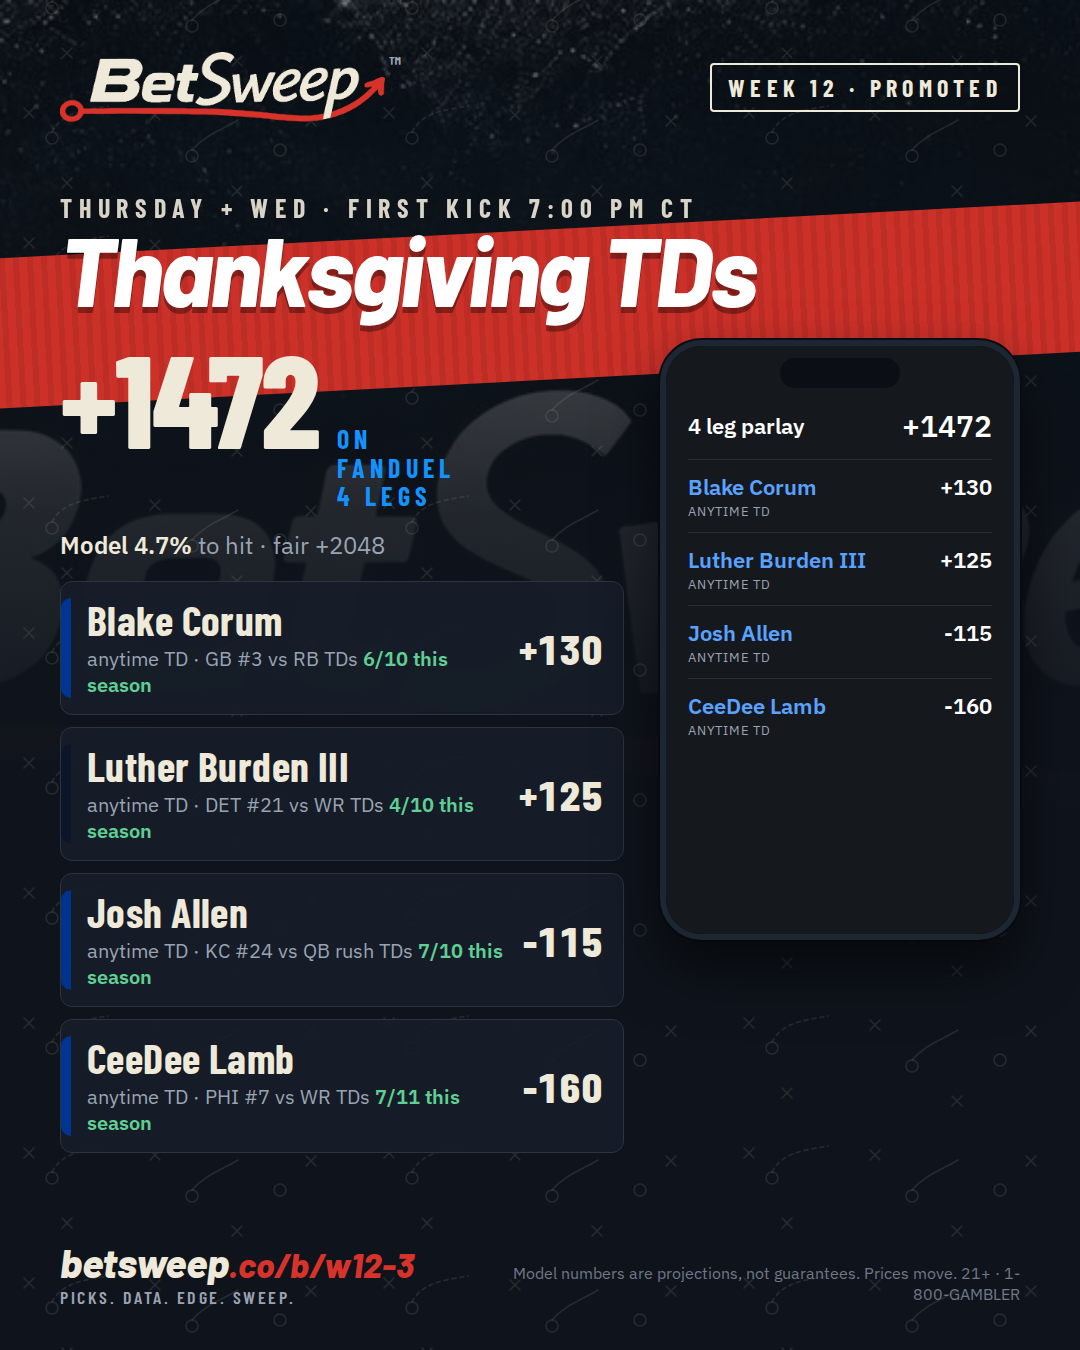 BetSweep™
WEEK 12 · PROMOTED
THURSDAY + WED · FIRST KICK 7:00 PM CT
Thanksgiving TDs
+1472
ON
FANDUEL
4 LEGS
Model 4.7% to hit · fair +2048
Blake Corum
anytime TD · GB #3 vs RB TDs 6/10 this
season
+130
Luther Burden III
anytime TD · DET #21 vs WR TDs 4/10 this
season
+125
Josh Allen
anytime TD · KC #24 vs QB rush TDs 7/10 this
season
-115
CeeDee Lamb
anytime TD · PHI #7 vs WR TDs 7/11 this
season
-160
4 leg parlay +1472
Blake Corum +130
ANYTIME TD
Luther Burden III +125
ANYTIME TD
Josh Allen -115
ANYTIME TD
CeeDee Lamb -160
ANYTIME TD
betsweep.co/b/w12-3
PICKS. DATA. EDGE. SWEEP.
Model numbers are projections, not guarantees. Prices move. 21+ · 1-
800-GAMBLER